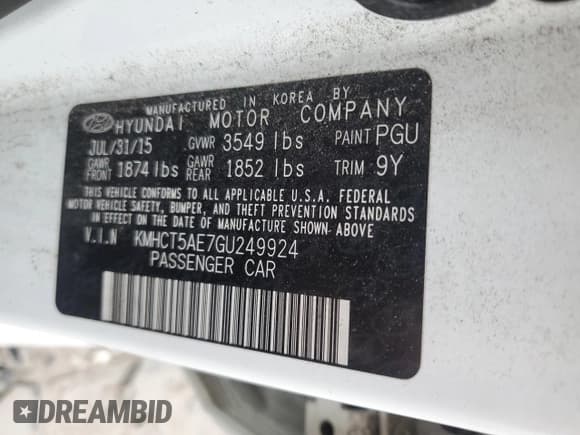 MANUFACTURED IN KOREA BY
HYUNDAI MOTOR COMPANY
JUL/31/15 GVWR 3549 lbs PAINT PGU
GAWR FRONT 1874 lbs GAWR REAR 1852 lbs TRIM 9Y
THIS VEHICLE CONFORMS TO ALL APPLICABLE U.S.A. FEDERAL
MOTOR VEHICLE SAFETY, BUMPER, AND THEFT PREVENTION STANDARDS
IN EFFECT ON THE DATE OF MANUFACTURE SHOWN ABOVE.
V.I.N KMHCT5AE7GU249924
PASSENGER CAR
DREAMBID